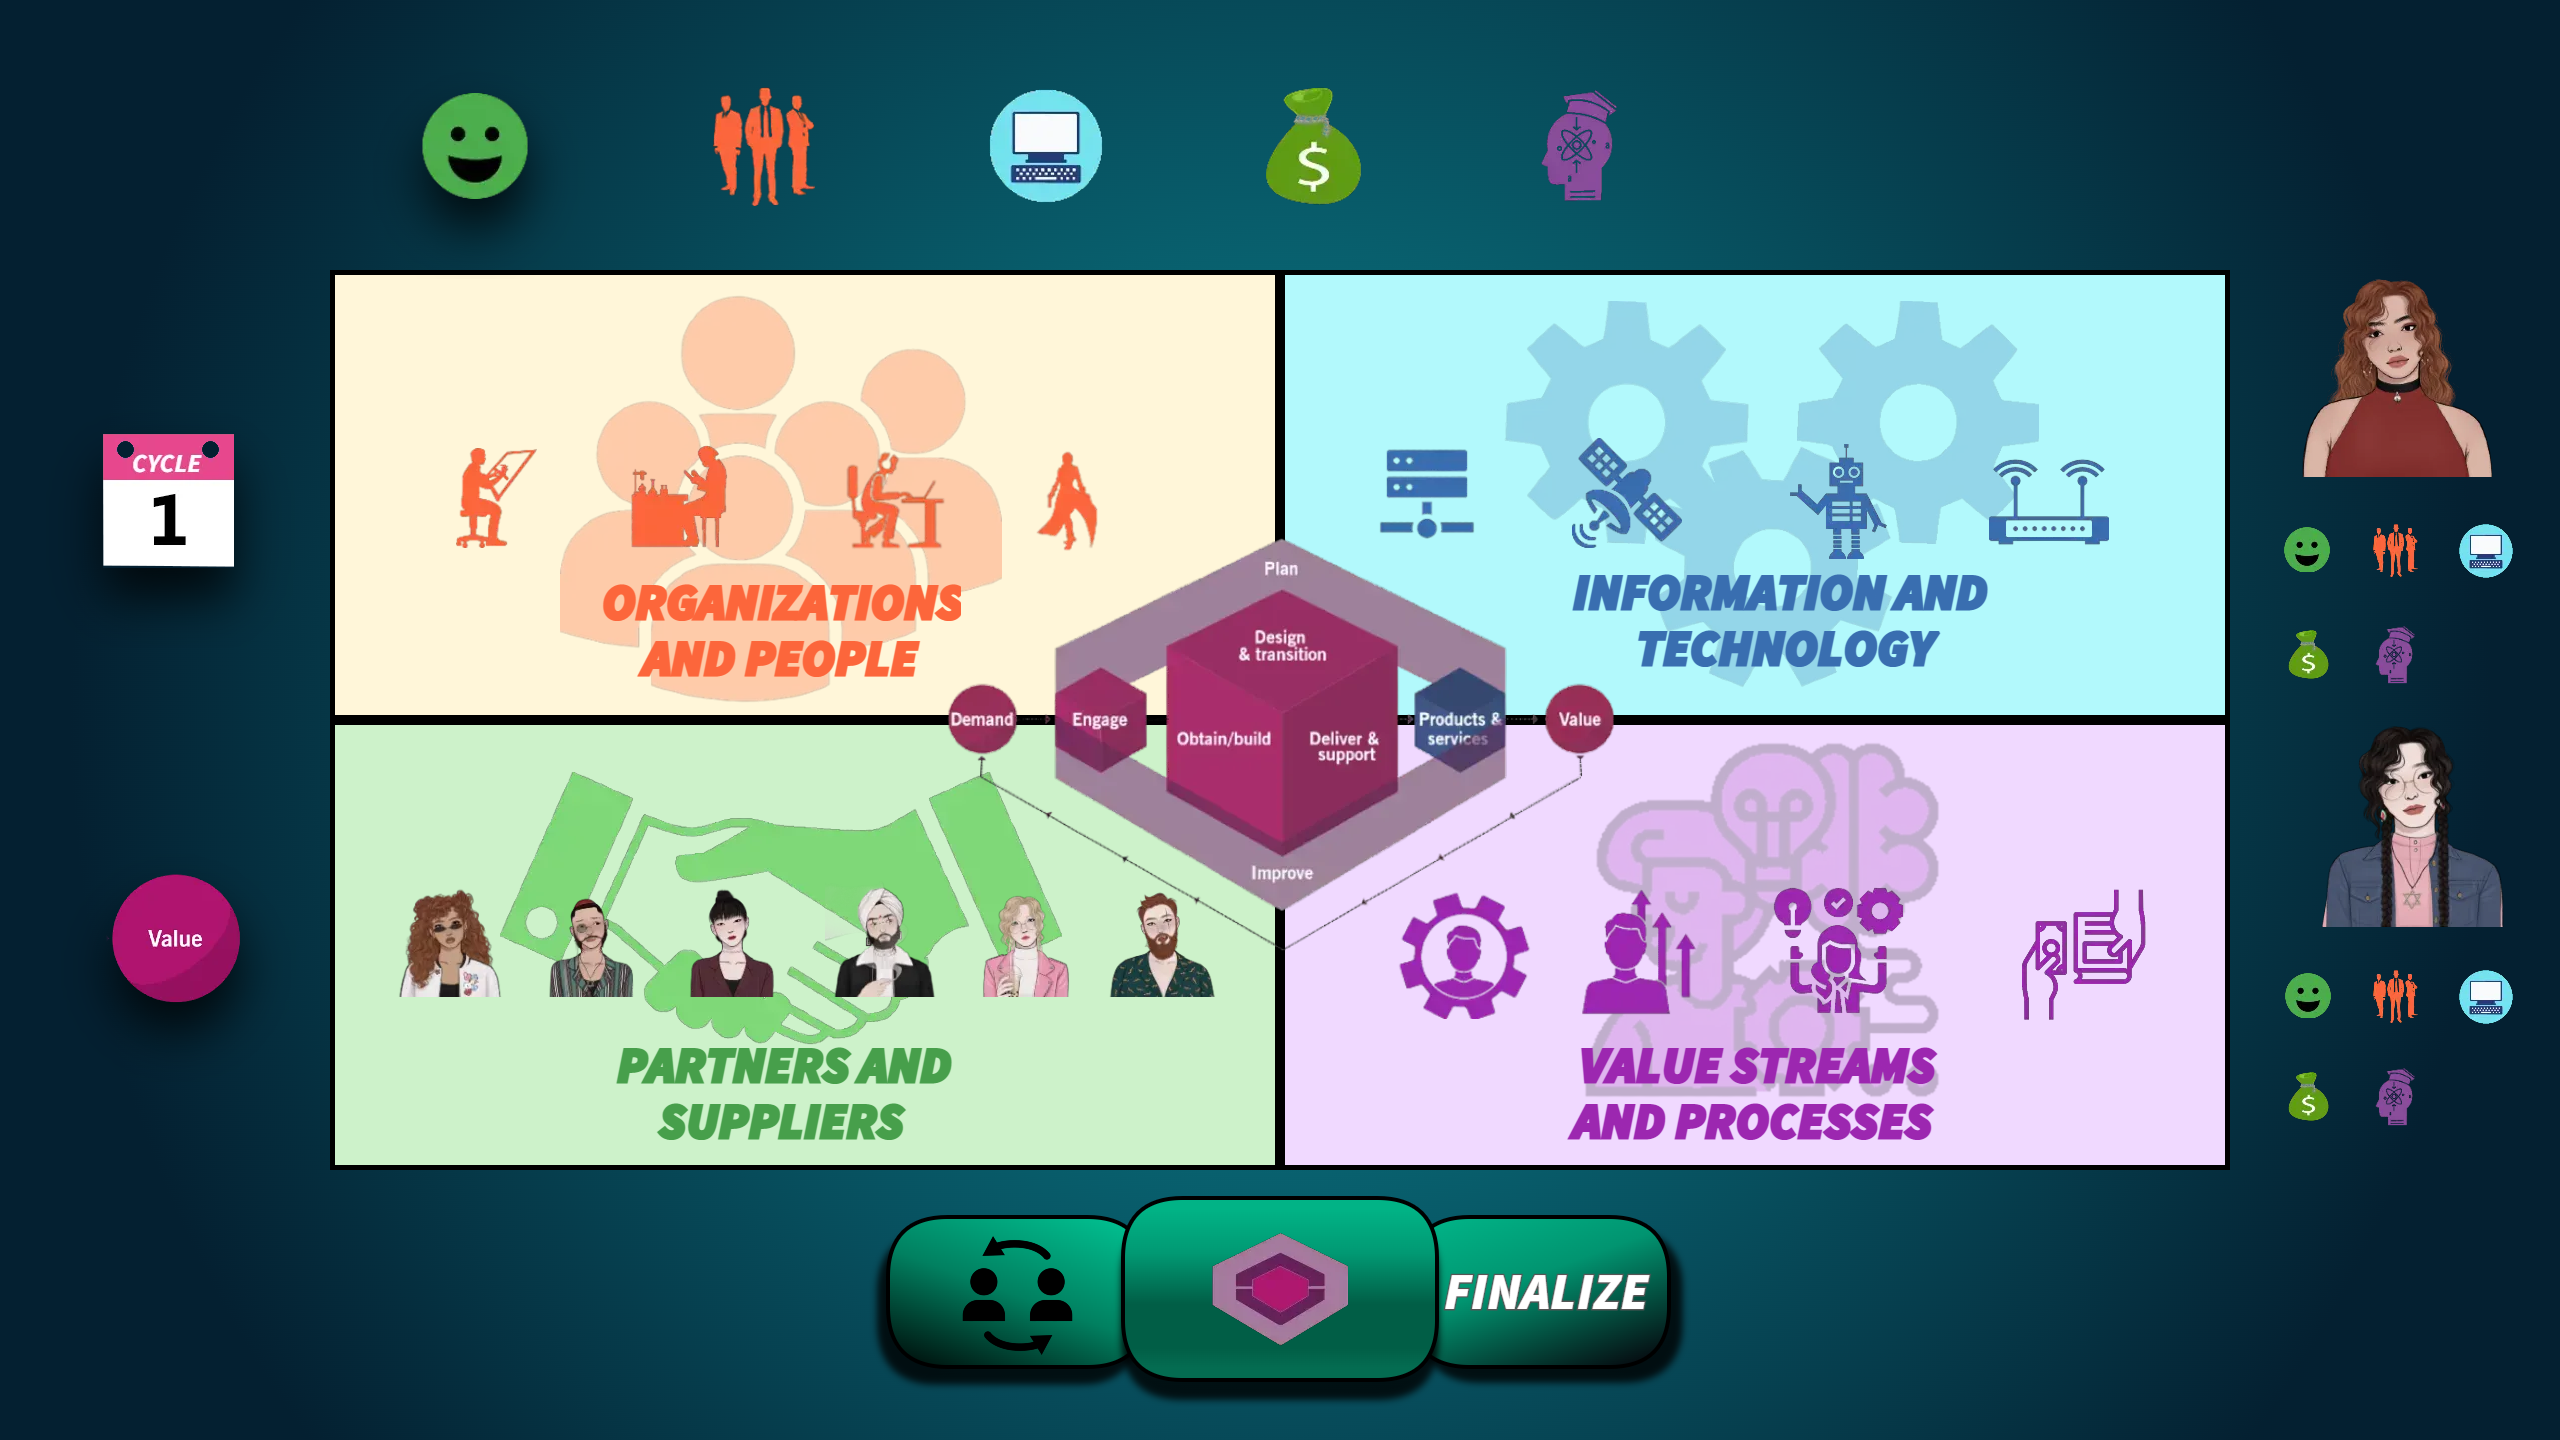 CYCLE
1
ORGANIZATIONS
AND PEOPLE
INFORMATION AND
TECHNOLOGY
Plan
Design
& transition
Demand
Engage
Obtain/build
Deliver &
support
Products &
services
Value
Improve
Value
PARTNERS AND
SUPPLIERS
VALUE STREAMS
AND PROCESSES
$
$
$
FINALIZE